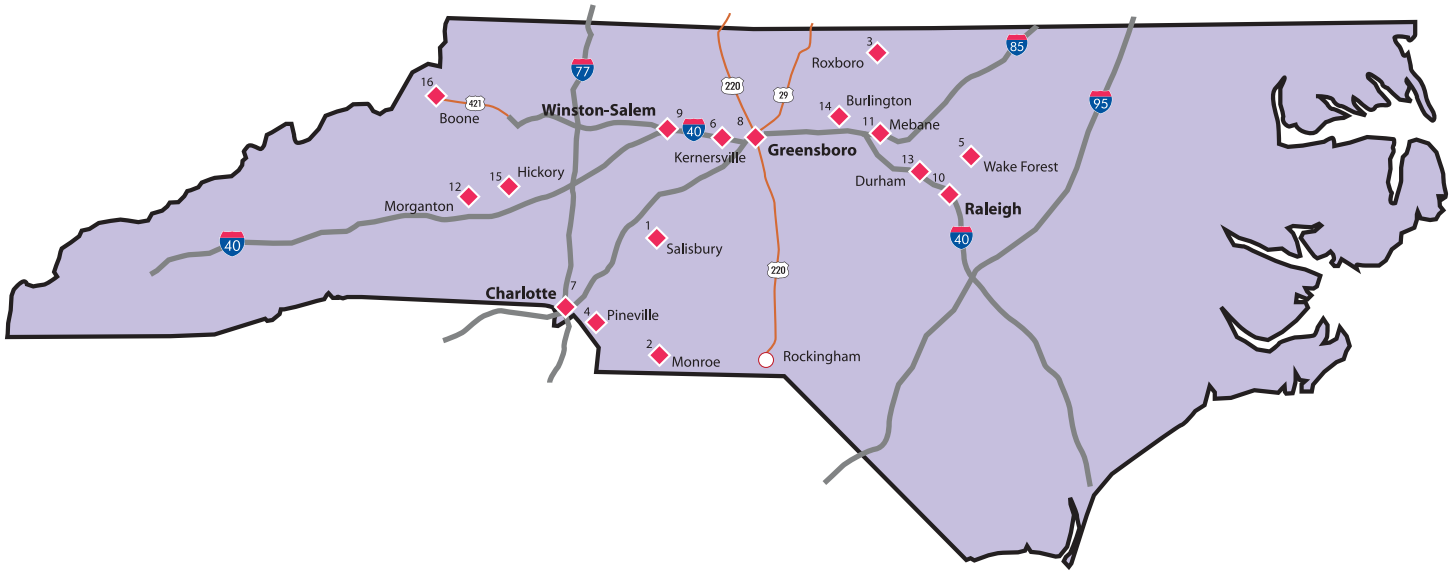 3
Roxboro
85
77
16
421
Boone
220
29
95
14
Burlington
Winston-Salem
9
40
6
Kernersville
8
Greensboro
11
Mebane
5
Wake Forest
13
Durham
10
Raleigh
15
Hickory
12
Morganton
40
40
1
Salisbury
220
Charlotte
7
4
Pineville
2
Monroe
Rockingham